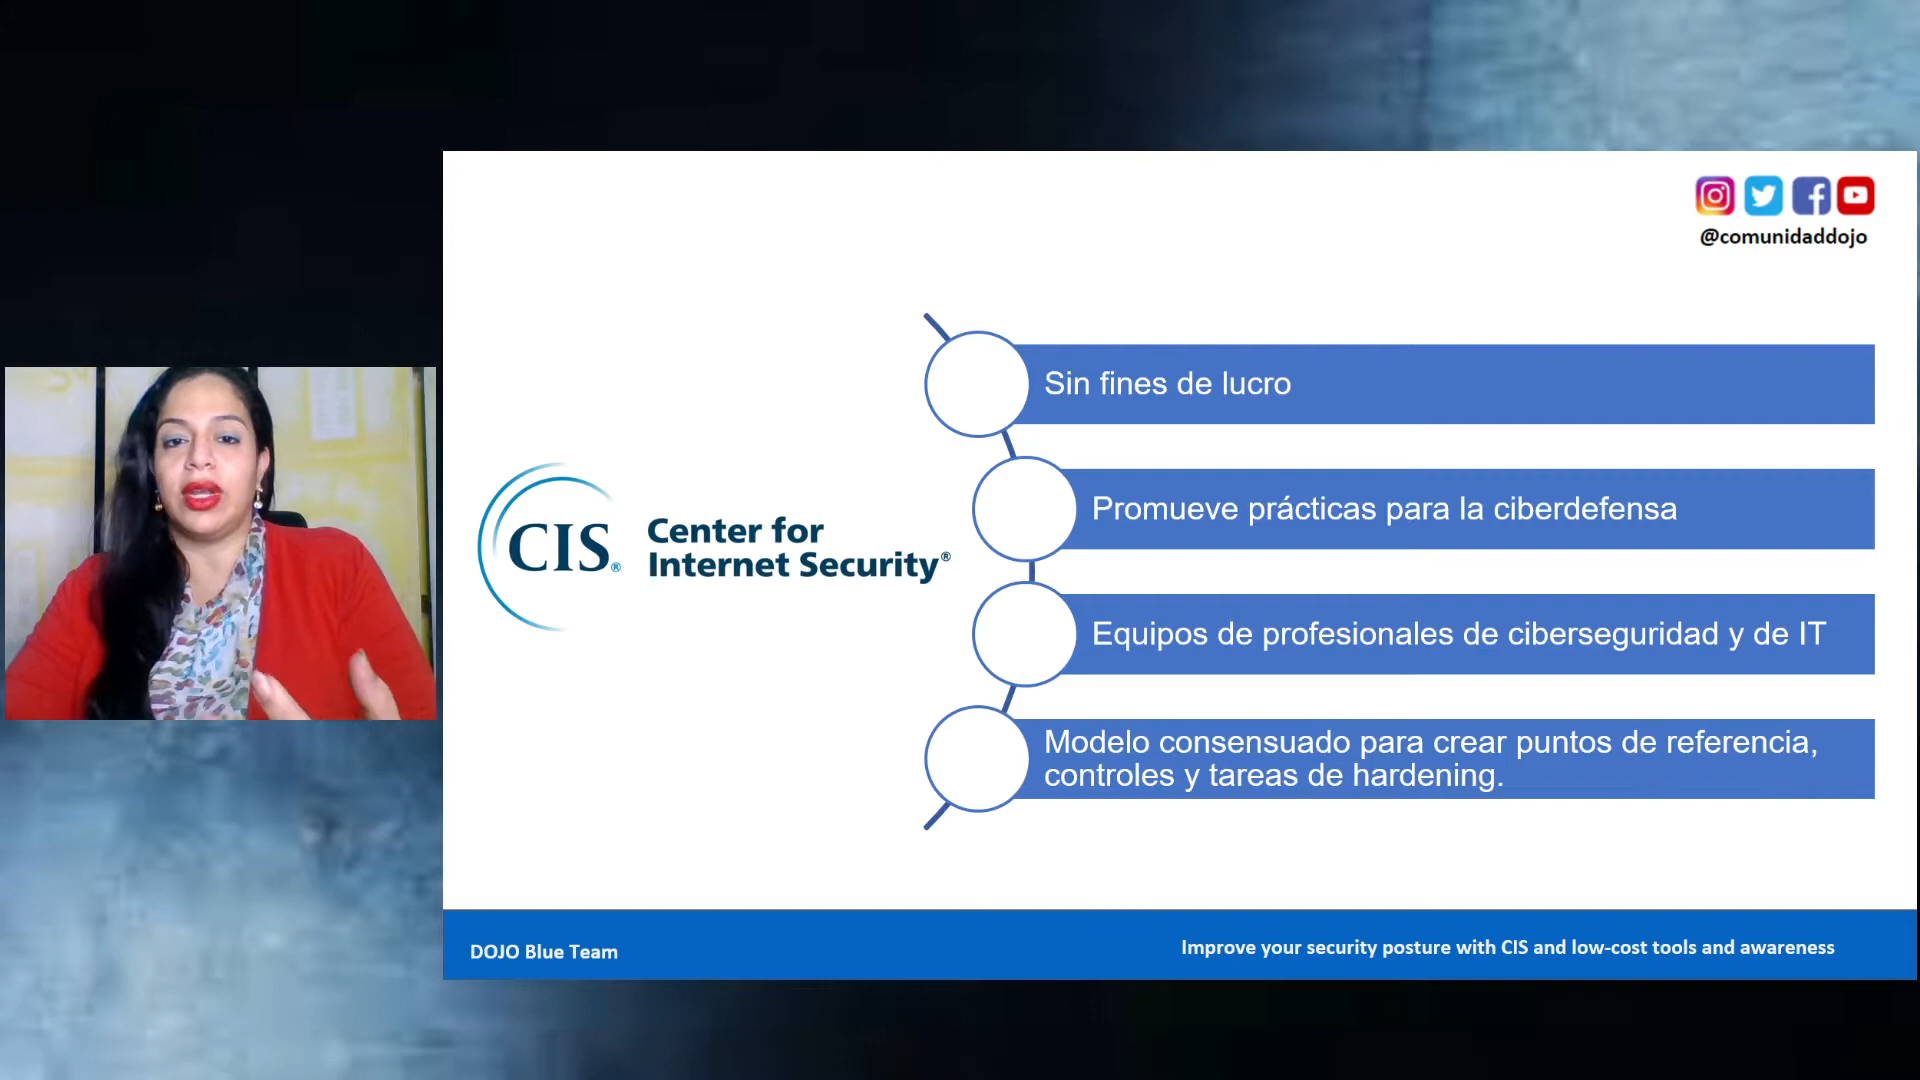 @comunidaddojo
CIS®
Center for
Internet Security®
Sin fines de lucro
Promueve prácticas para la ciberdefensa
Equipos de profesionales de ciberseguridad y de IT
Modelo consensuado para crear puntos de referencia,
controles y tareas de hardening.
DOJO Blue Team
Improve your security posture with CIS and low-cost tools and awareness